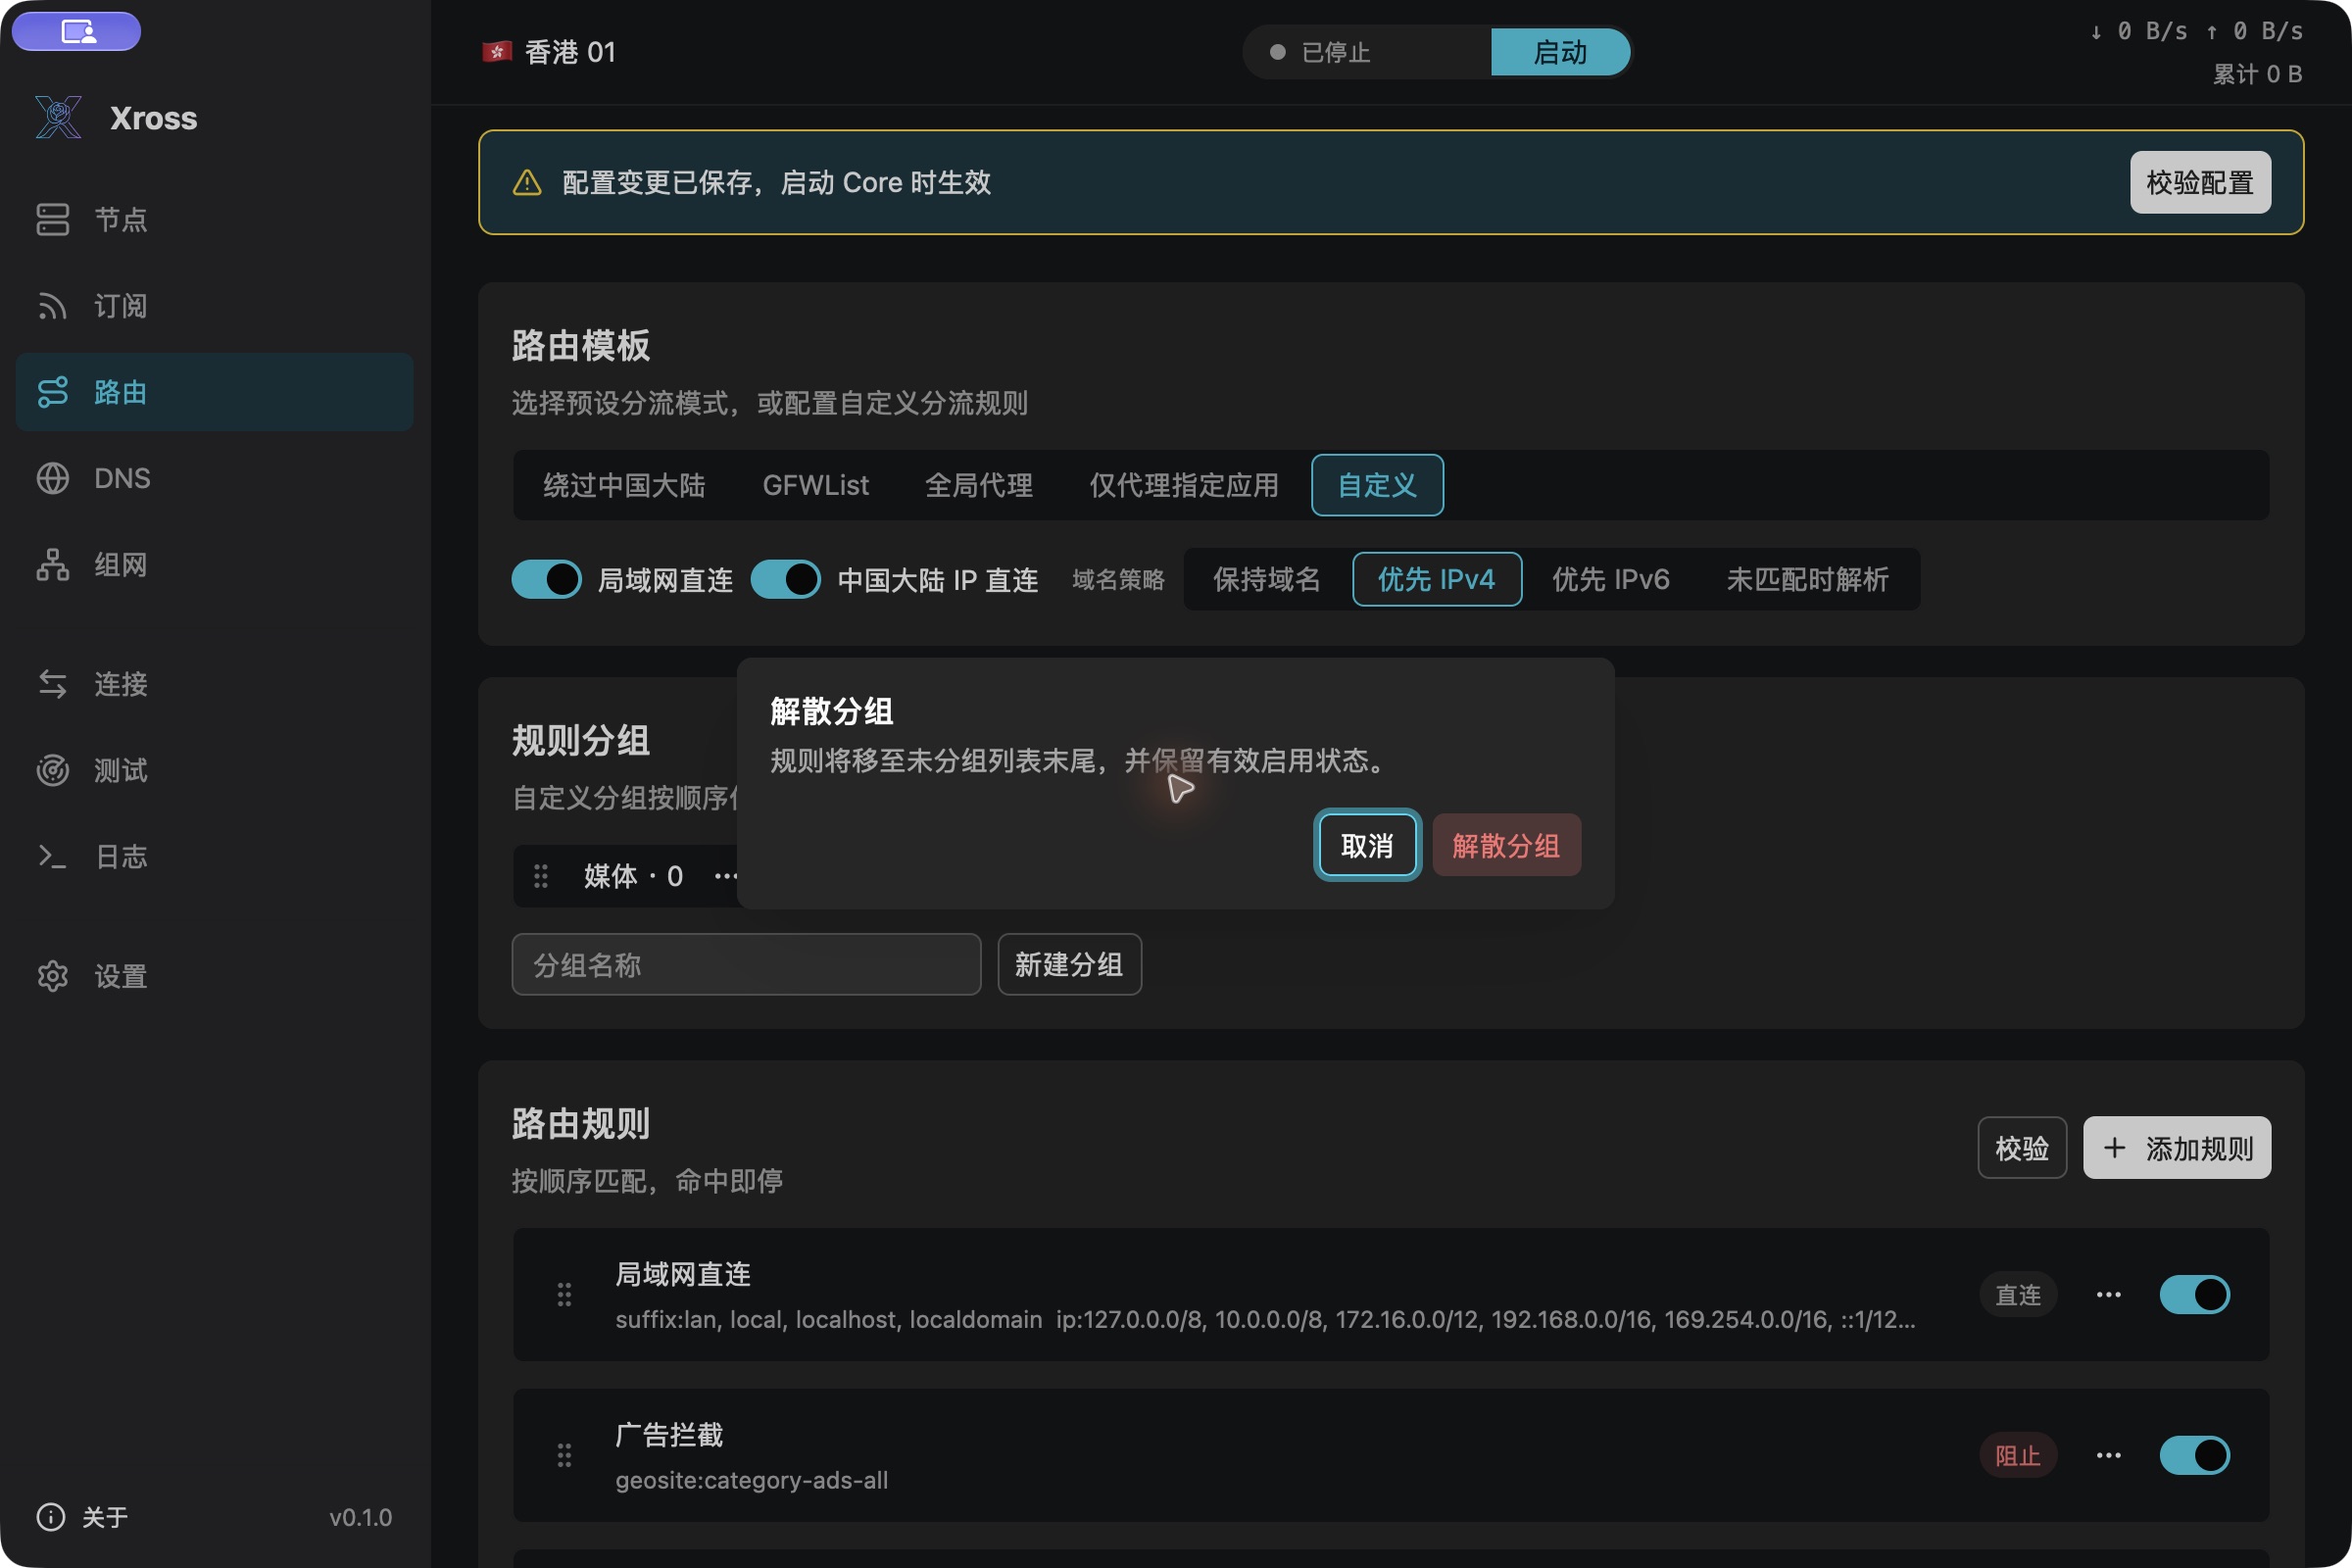 Xross
节点
订阅
路由
DNS
组网
连接
测试
日志
设置
关于 v0.1.0
🇭🇰 香港 01
已停止 启动
↓ 0 B/s ↑ 0 B/s
累计 0 B
配置变更已保存，启动 Core 时生效 校验配置
路由模板
选择预设分流模式，或配置自定义分流规则
绕过中国大陆 GFWList 全局代理 仅代理指定应用 自定义
局域网直连 中国大陆 IP 直连 域名策略 保持域名 优先 IPv4 优先 IPv6 未匹配时解析
规则分组
自定义分组按顺序
媒体 · 0 ···
分组名称 新建分组
解散分组
规则将移至未分组列表末尾，并保留有效启用状态。
取消 解散分组
路由规则
按顺序匹配，命中即停
校验 + 添加规则
局域网直连
suffix:lan, local, localhost, localdomain ip:127.0.0.0/8, 10.0.0.0/8, 172.16.0.0/12, 192.168.0.0/16, 169.254.0.0/16, ::1/12...
直连 ···
广告拦截
geosite:category-ads-all
阻止 ···